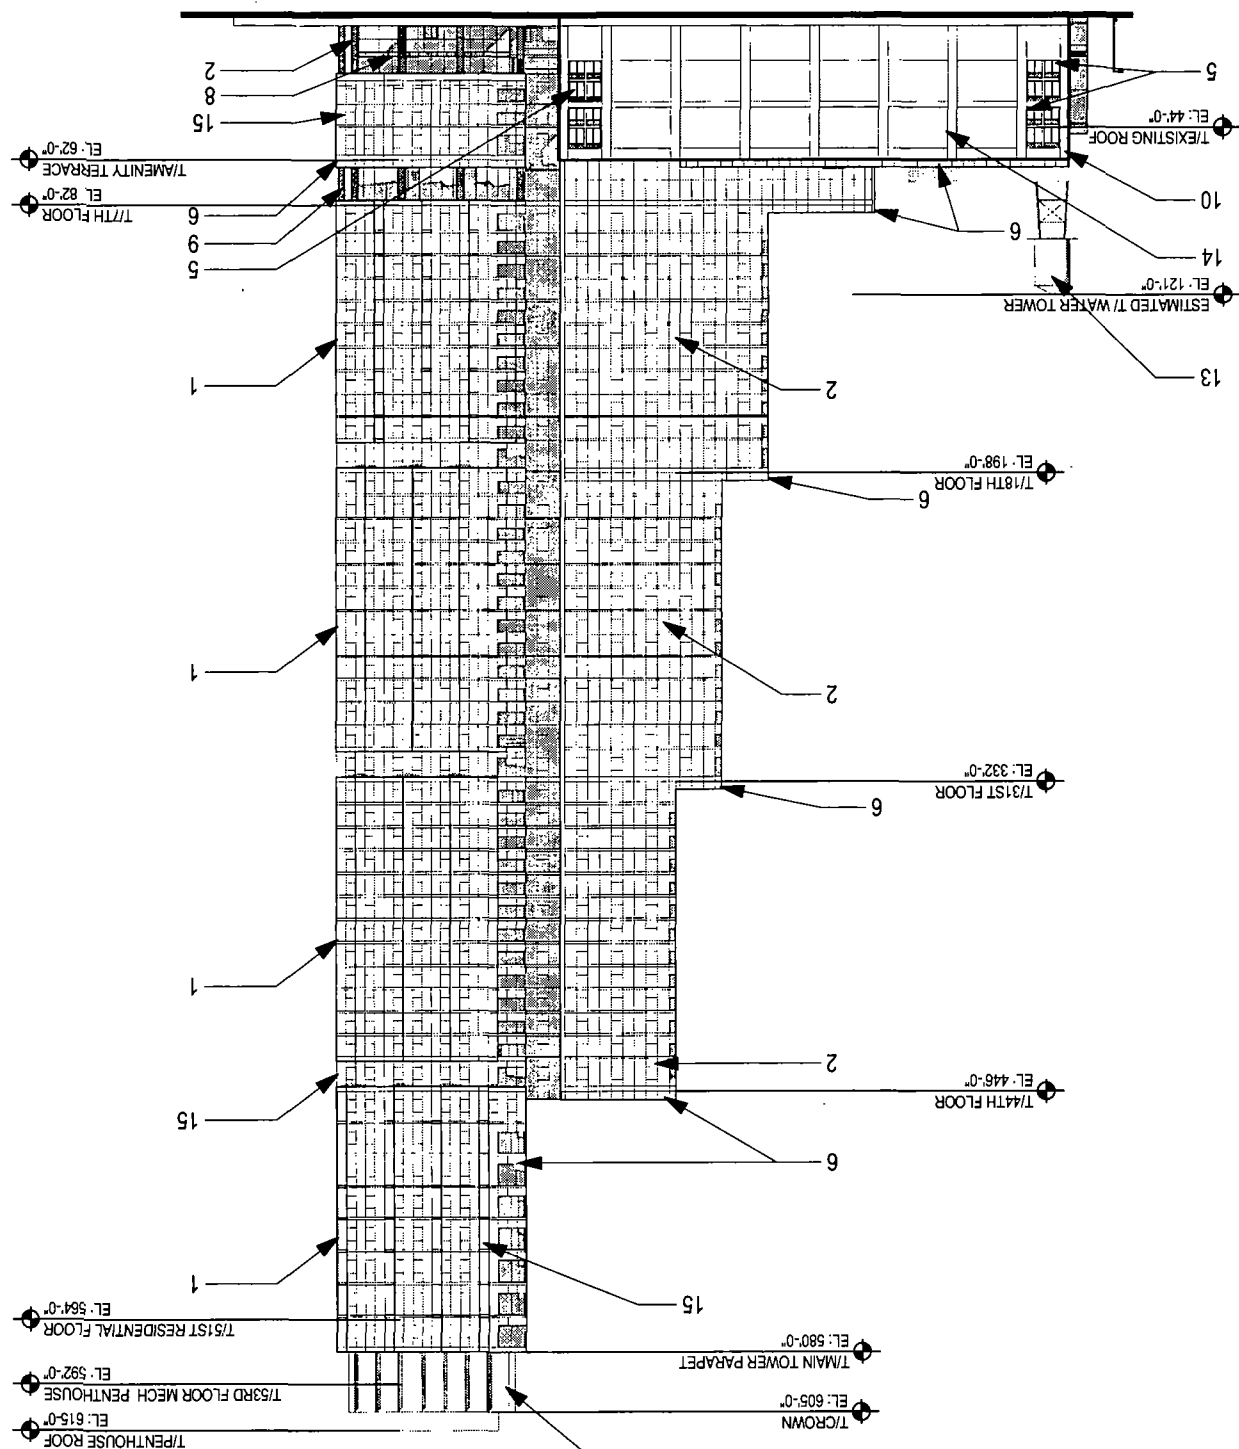 T/PENTHOUSE ROOF
EL: 615-0"
T/CROWN
EL: 605'-0"
T/53RD FLOOR MECH PENTHOUSE
EL: 592'-0"
T/MAIN TOWER PARAPET
EL: 580'-0"
T/51ST RESIDENTIAL FLOOR
EL: 564'-0"
15
1
6
15
T/44TH FLOOR
EL: 446'-0"
2
1
6
T/31ST FLOOR
EL: 332'-0"
2
1
6
T/18TH FLOOR
EL: 198'-0"
2
1
13
ESTIMATED T/ WATER TOWER
EL: 121'-0"
5
14
9
6
6
T/7TH FLOOR
EL 82'-0"
10
T/AMENITY TERRACE
EL 62'-0"
T/EXISTING ROOF
EL: 44'-0"
15
8
5
2